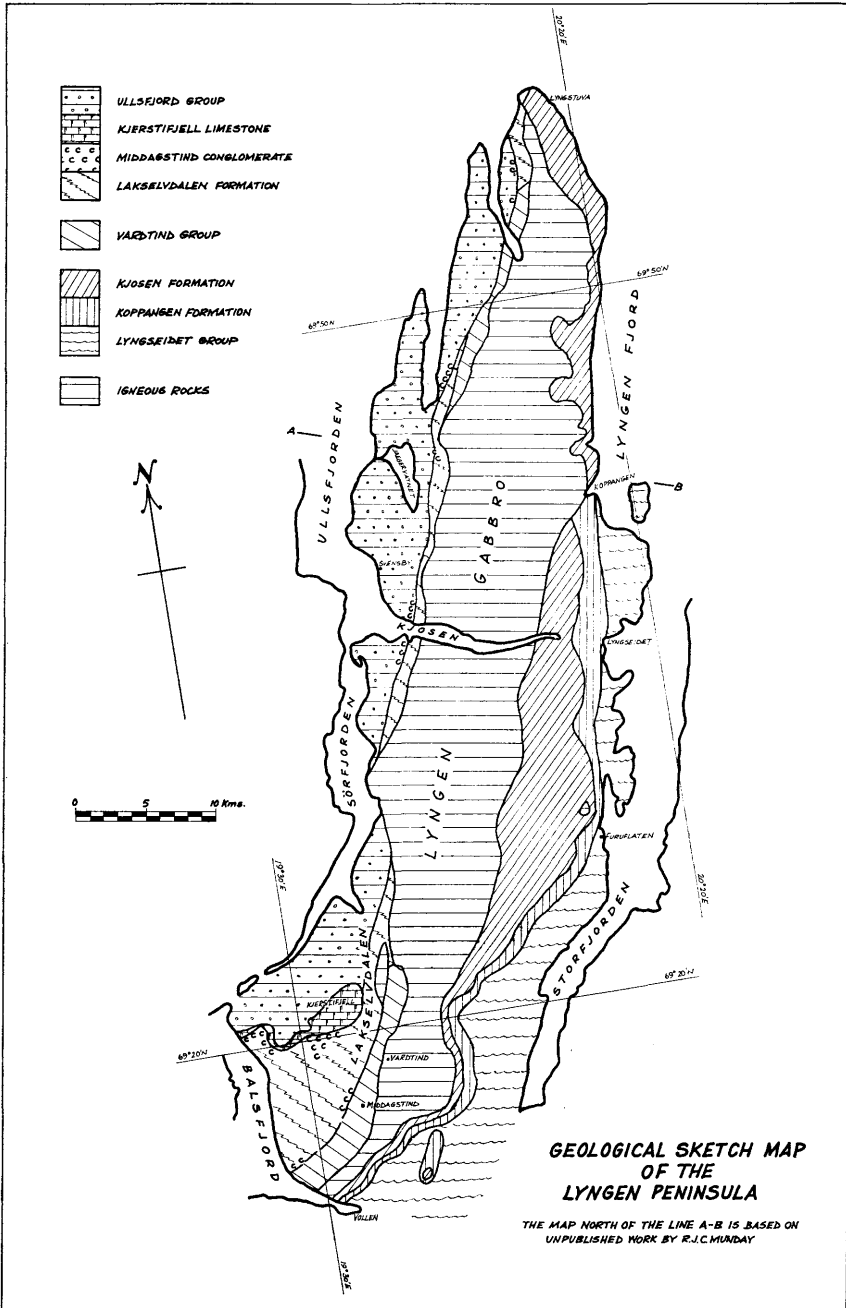 20°20'E
LYNGSTUVA
ULLSFJORD GROUP
KJERSTIFJELL LIMESTONE
MIDDAGSTIND CONGLOMERATE
LAKSELVDALEN FORMATION
VARDTIND GROUP
KJOSEN FORMATION
KOPPANGEN FORMATION
LYNGSEIDET GROUP
IGNEOUS ROCKS
69°50'N
69°50'N
LYNGEN FJORD
ULLSFJORDEN
A
B
N
JÆGERVATNET
KOPPANGEN
GABBRO
SVENSBY
KJOSEN
LYNGSEIDET
SÖRFJORDEN
LYNGEN
0 5 10 Kms.
FURUFLATEN
19°30'E
20°20'E
STORFJORDEN
LAKSELVDALEN
KJERSTIFJELL
69°20'N
69°20'N
VARDTIND
BALSFJORD
MIDDAGSTIND
VOLLEN
19°30'E
GEOLOGICAL SKETCH MAP
OF THE
LYNGEN PENINSULA
THE MAP NORTH OF THE LINE A-B IS BASED ON
UNPUBLISHED WORK BY R.J.C. MUNDAY